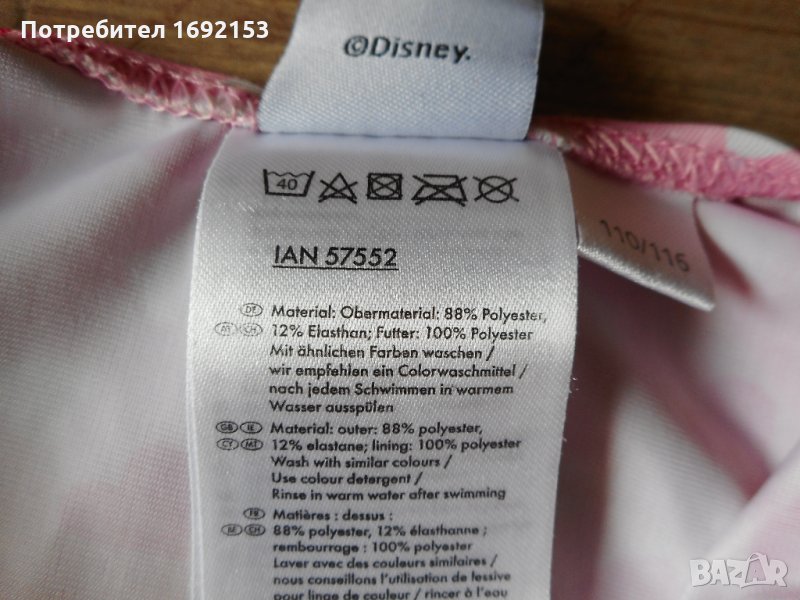 Потребител 1692153
©Disney.
40
IAN 57552
110/116
DE Material: Obermaterial: 88% Polyester,
AT CH 12% Elasthan; Futter: 100% Polyester
Mit ähnlichen Farben waschen /
wir empfehlen ein Colorwaschmittel /
nach jedem Schwimmen in warmem
Wasser ausspülen
GB IE Material: outer: 88% polyester,
CY MT 12% elastane; lining: 100% polyester
Wash with similar colours /
Use colour detergent /
Rinse in warm water after swimming
FR Matières : dessus :
BE CH 88% polyester, 12% élasthanne ;
rembourrage : 100% polyester
Laver avec des couleurs similaires /
nous conseillons l'utilisation de lessive
pour linge de couleur / rincer à l'eau
BAZAR